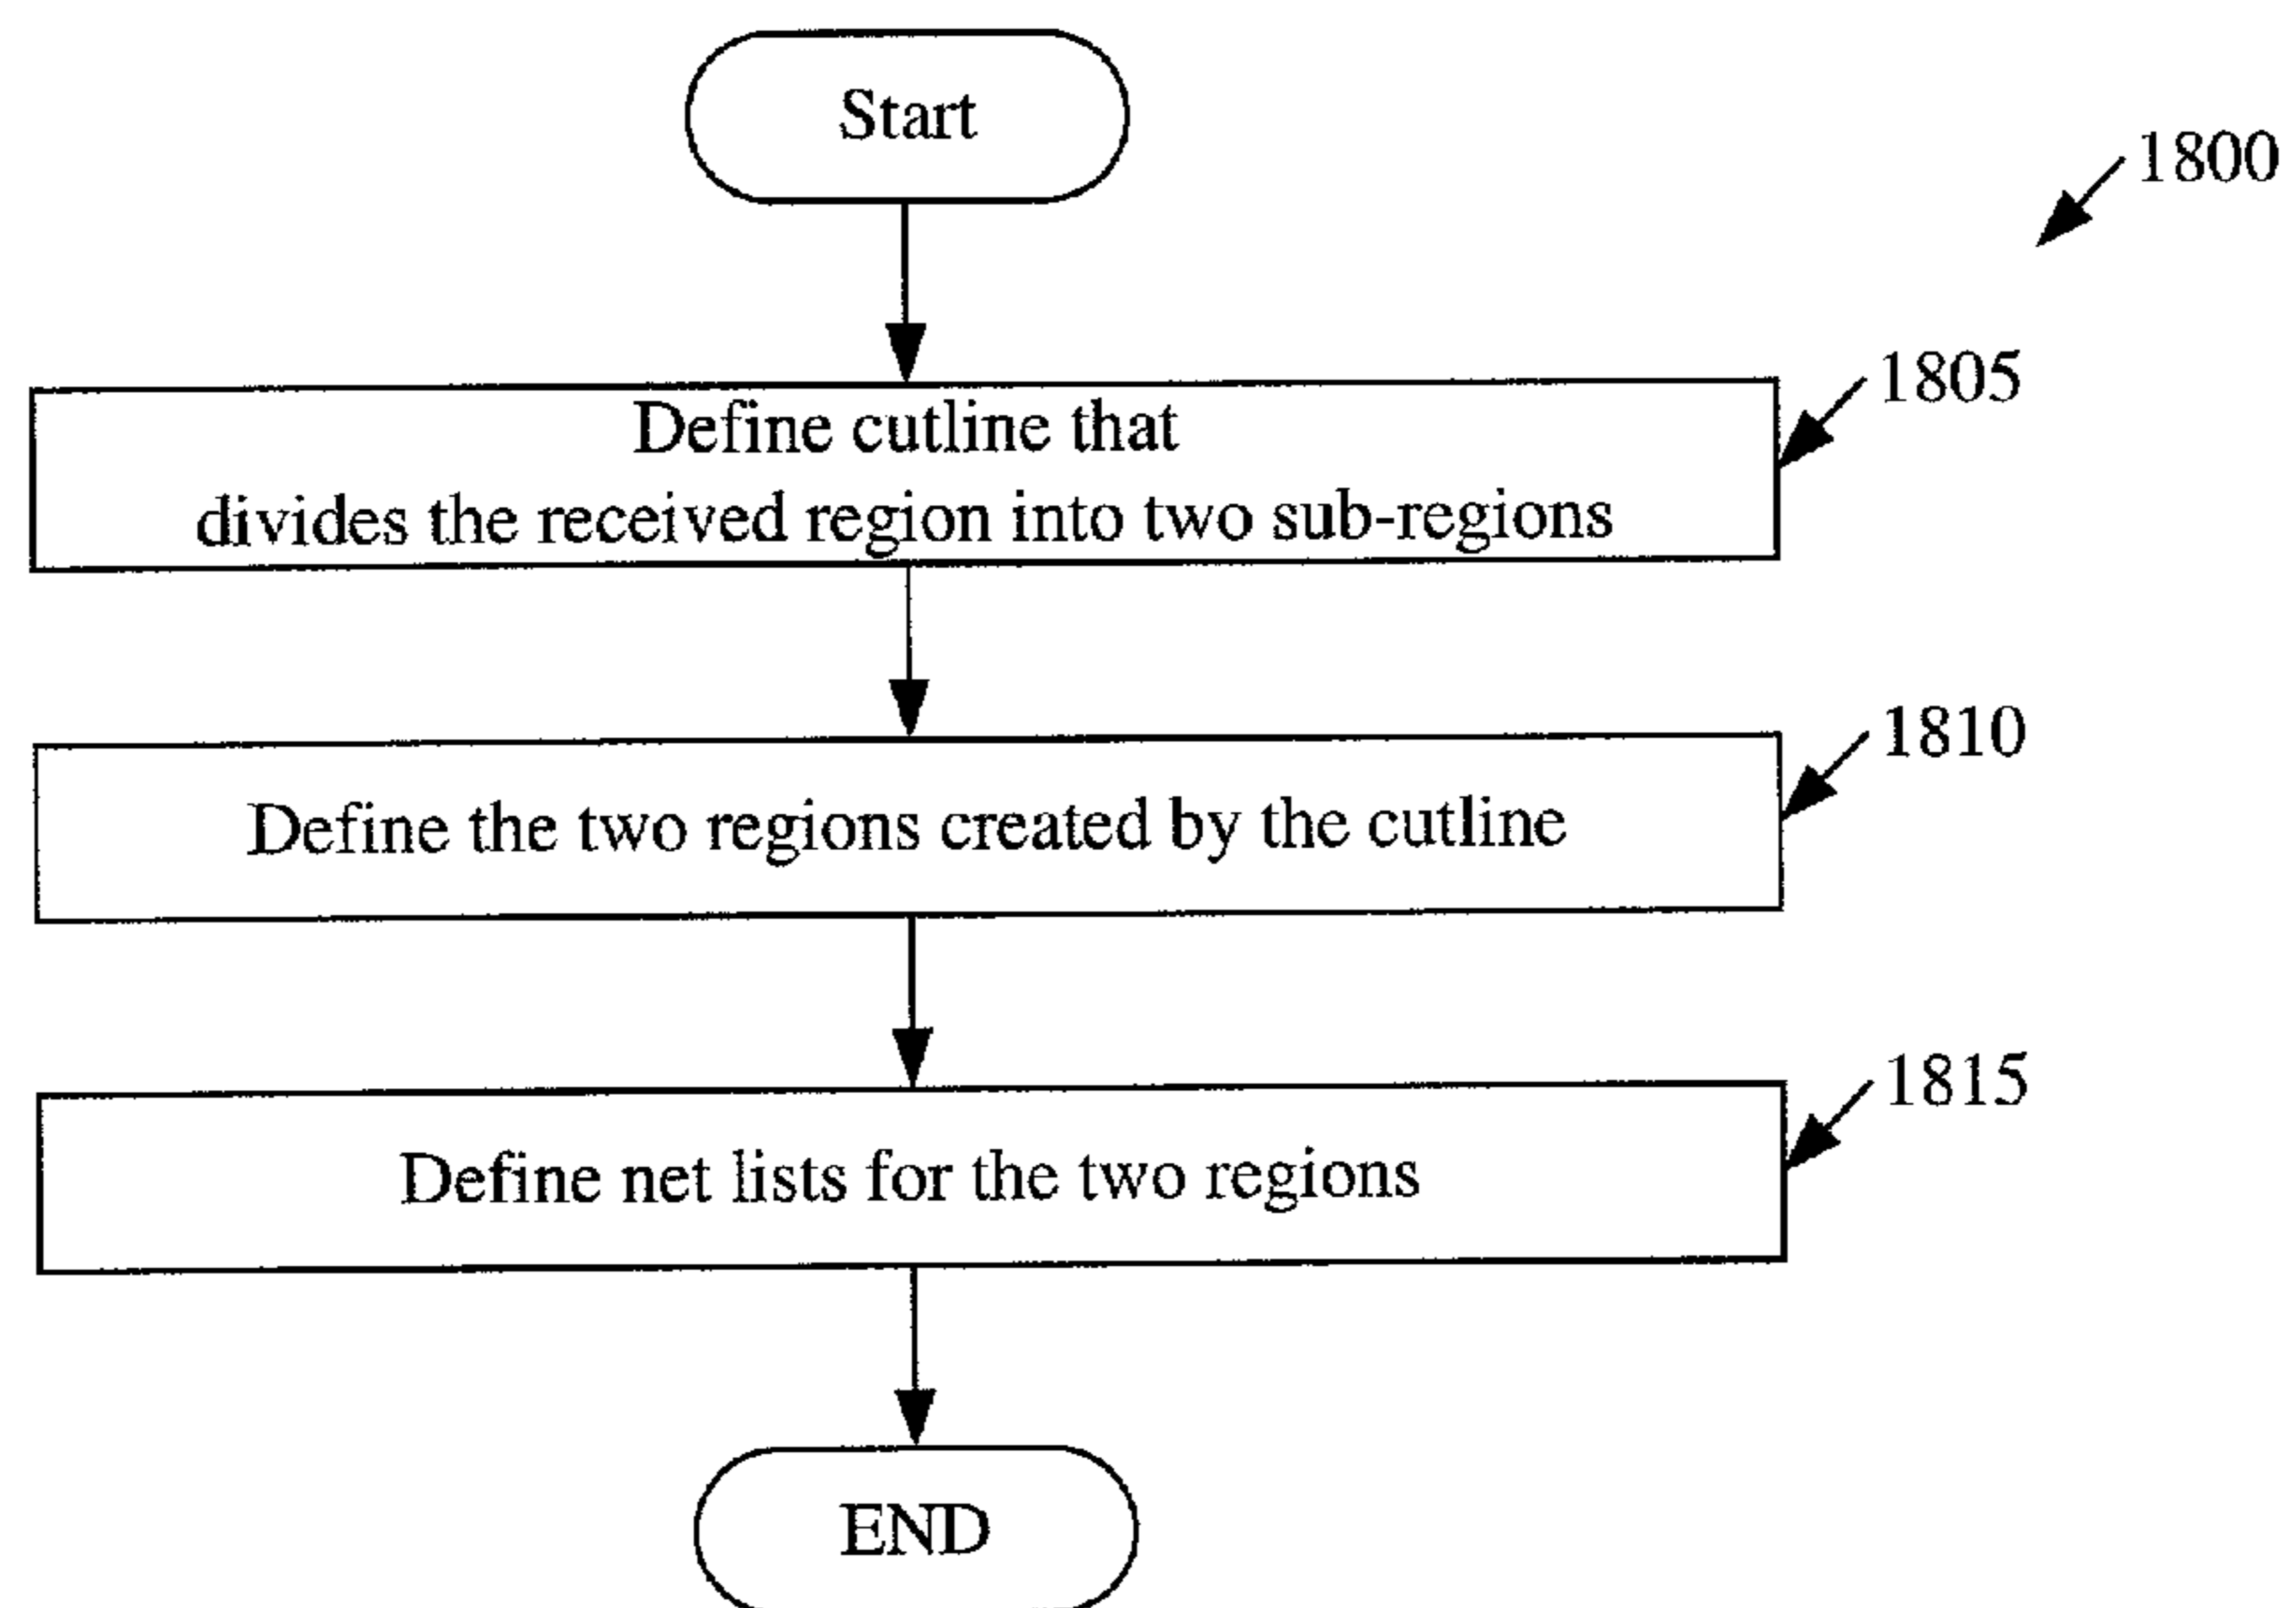 Start
1800
1805
Define cutline that
divides the received region into two sub-regions
1810
Define the two regions created by the cutline
1815
Define net lists for the two regions
END